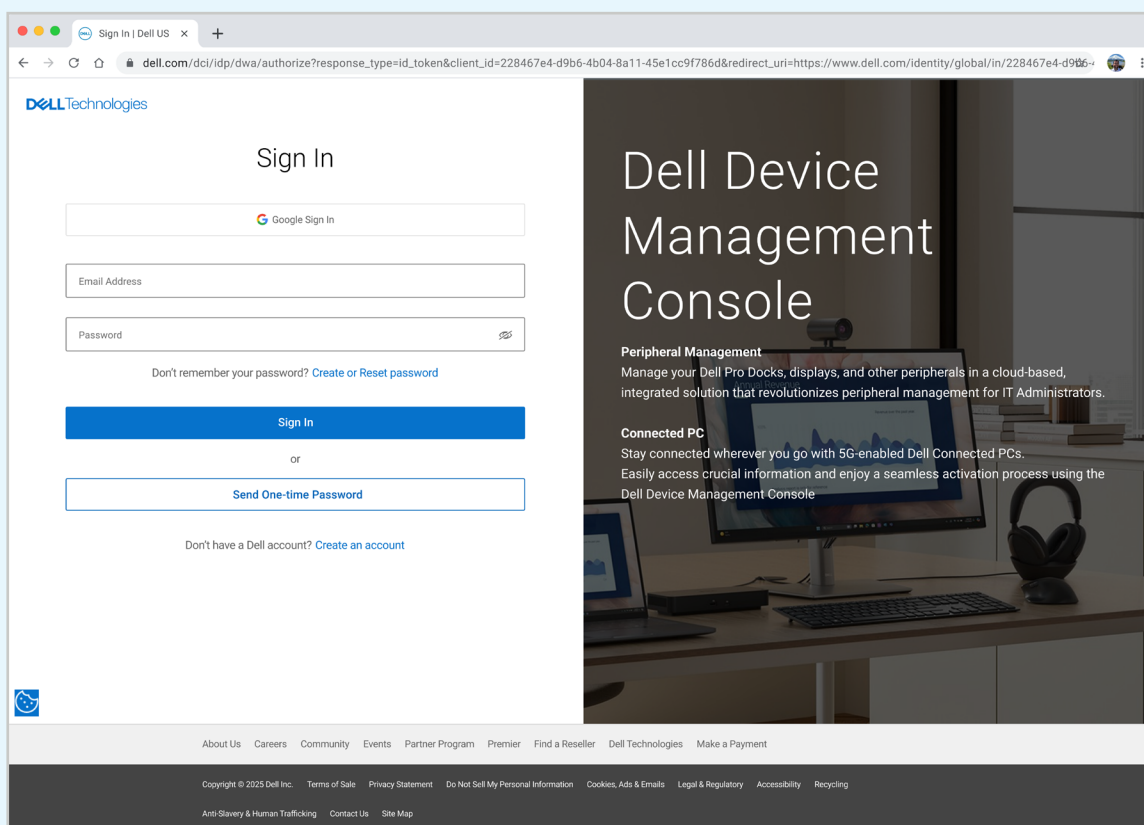 Sign In | Dell US
dell.com/dci/idp/dwa/authorize?response_type=id_token&client_id=228467e4-d9b6-4b04-8a11-45e1cc9f786d&redirect_uri=https://www.dell.com/identity/global/in/228467e4-d9b6-4
DELLTechnologies
Sign In
Google Sign In
Email Address
Password
Don't remember your password? Create or Reset password
Sign In
or
Send One-time Password
Don't have a Dell account? Create an account
Dell Device
Management
Console
Peripheral Management
Manage your Dell Pro Docks, displays, and other peripherals in a cloud-based,
integrated solution that revolutionizes peripheral management for IT Administrators.
Annual Revenue
Connected PC
Stay connected wherever you go with 5G-enabled Dell Connected PCs.
Easily access crucial information and enjoy a seamless activation process using the
Dell Device Management Console
About Us Careers Community Events Partner Program Premier Find a Reseller Dell Technologies Make a Payment
Copyright © 2025 Dell Inc. Terms of Sale Privacy Statement Do Not Sell My Personal Information Cookies, Ads & Emails Legal & Regulatory Accessibility Recycling
Anti-Slavery & Human Trafficking Contact Us Site Map